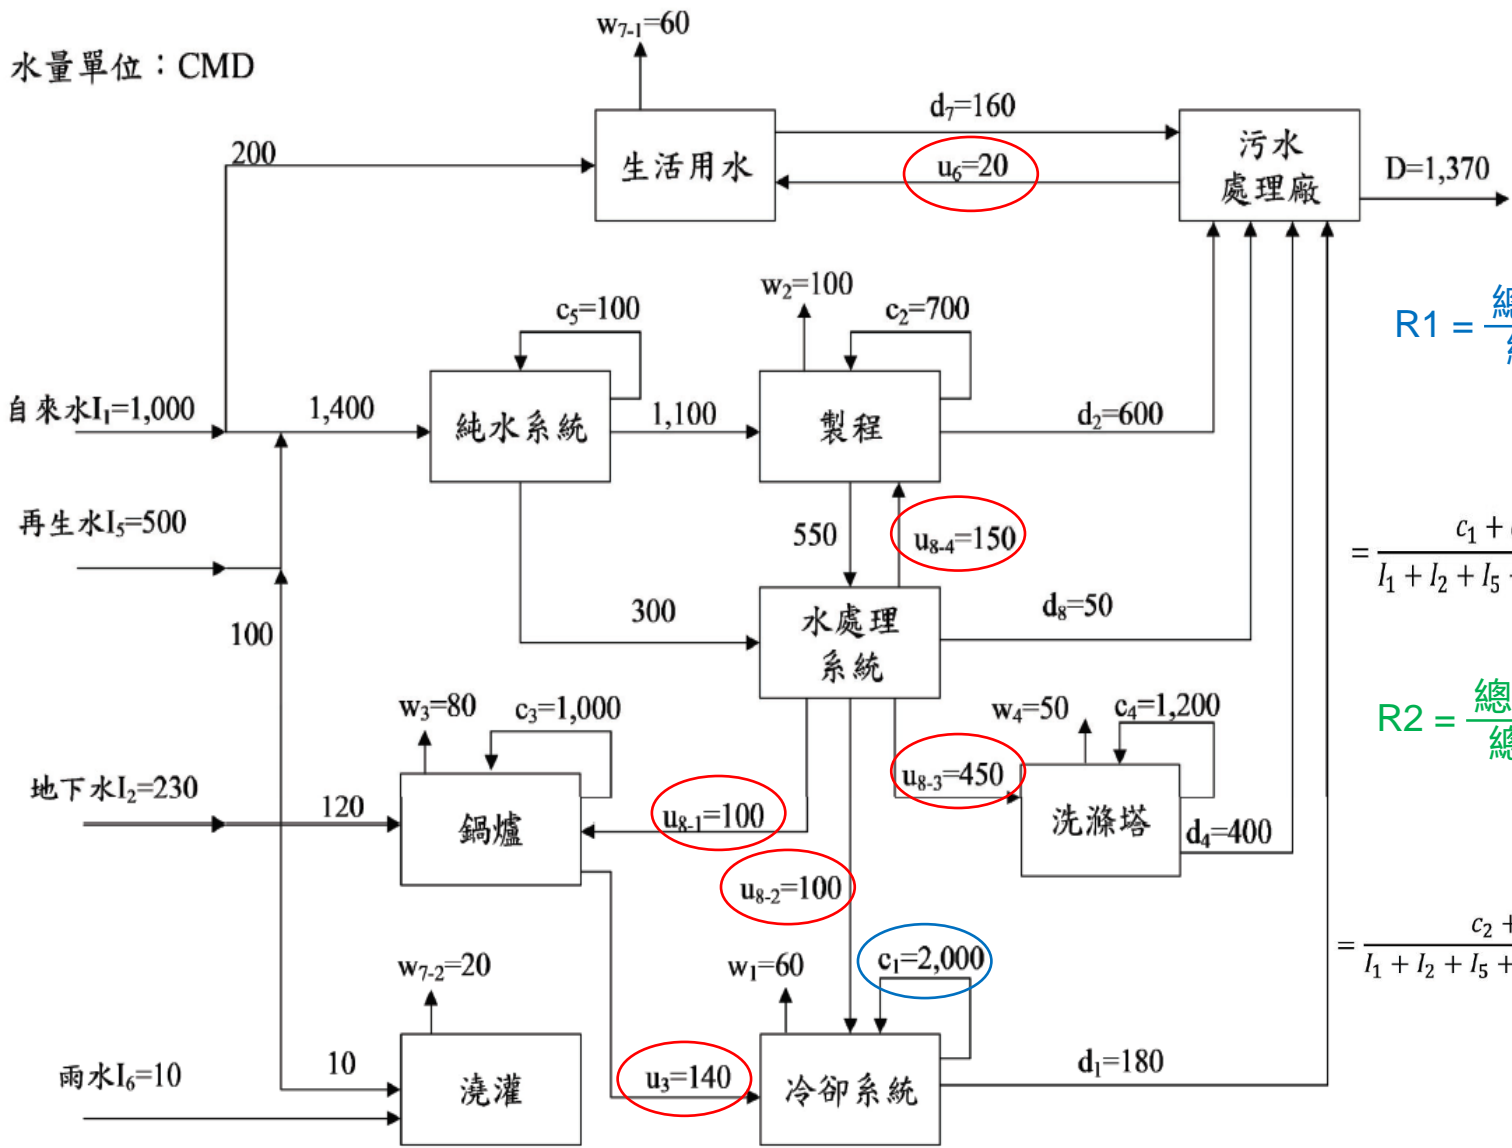 水量單位：CMD
w7-1=60
200
生活用水
d7=160
u6=20
污水
處理廠
D=1,370
w2=100
c5=100
c2=700
R1 =
自來水I1=1,000
1,400
純水系統
1,100
製程
d2=600
再生水I5=500
550
u8-4=150
c1 +
= I1 + I2 + I5
100
300
水處理
系統
d8=50
w3=80
c3=1,000
w4=50
c4=1,200
R2 =
地下水I2=230
120
鍋爐
u8-1=100
u8-3=450
洗滌塔
d4=400
u8-2=100
w7-2=20
w1=60
c1=2,000
c2 +
= I1 + I2 + I5 +
雨水I6=10
10
澆灌
u3=140
冷卻系統
d1=180